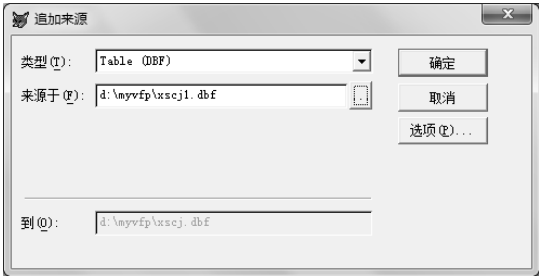 追加来源
类型(T): Table (DBF) 确定
来源于(F): d:\myvfp\xscj1.dbf .. 取消
选项(P)...
到(O): d:\myvfp\xscj.dbf